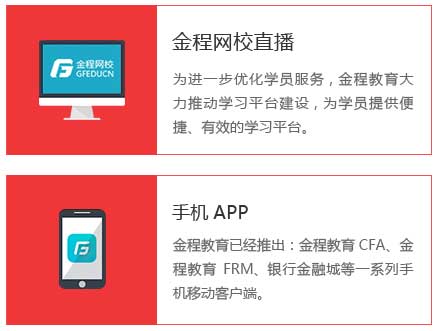 金程网校
GFEDUCN
金程网校直播
为进一步优化学员服务，金程教育大
力推动学习平台建设，为学员提供便
捷、有效的学习平台。
手机 APP
金程教育已经推出：金程教育 CFA、金
程教育 FRM、银行金融城等一系列手
机移动客户端。